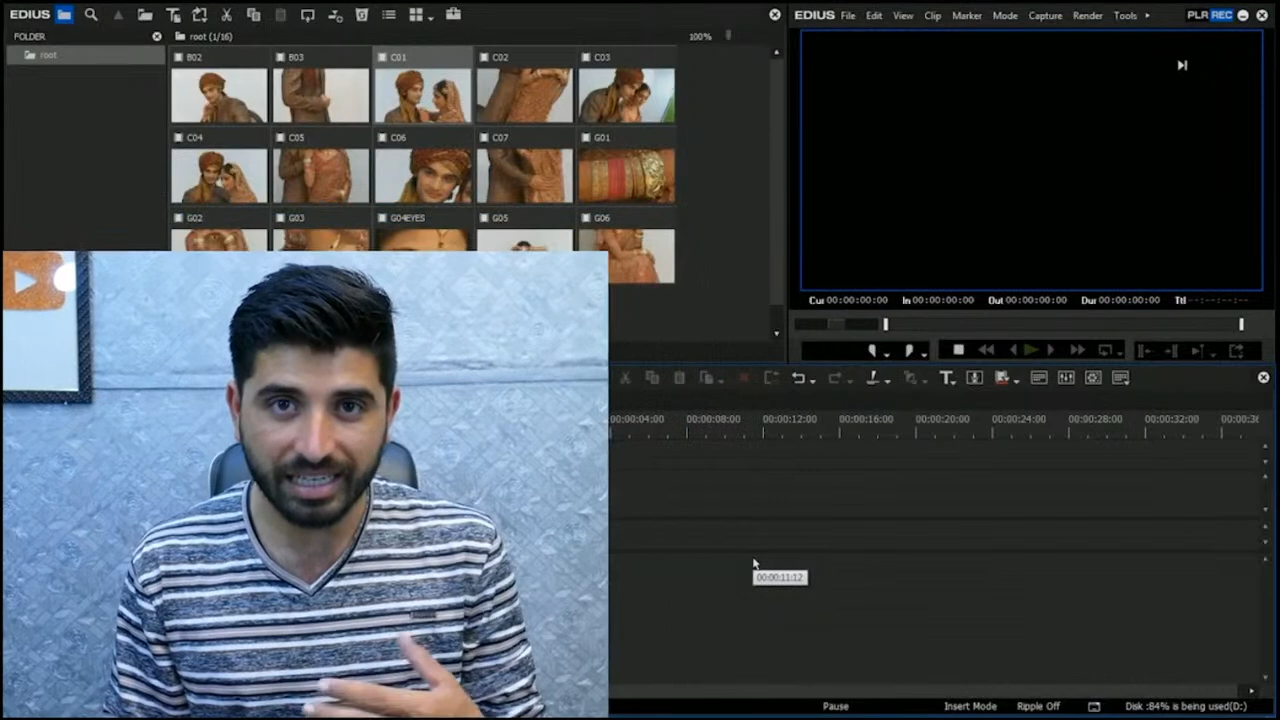 EDIUS
EDIUS File Edit View Clip Marker Mode Capture Render Tools PLR REC
FOLDER
root (1/16)
100%
root
B02 B03 C01 C02 C03
C04 C05 C06 C07 G01
G02 G03 G04EYES G05 G06
Cur 00:00:00:00 In 00:00:00:00 Out 00:00:00:00 Dur 00:00:00:00 Ttl --:--:--:--
00:00:04:00 00:00:08:00 00:00:12:00 00:00:16:00 00:00:20:00 00:00:24:00 00:00:28:00 00:00:32:00 00:00:36
00:00:11:12
Pause Insert Mode Ripple Off Disk :84% is being used(D:)